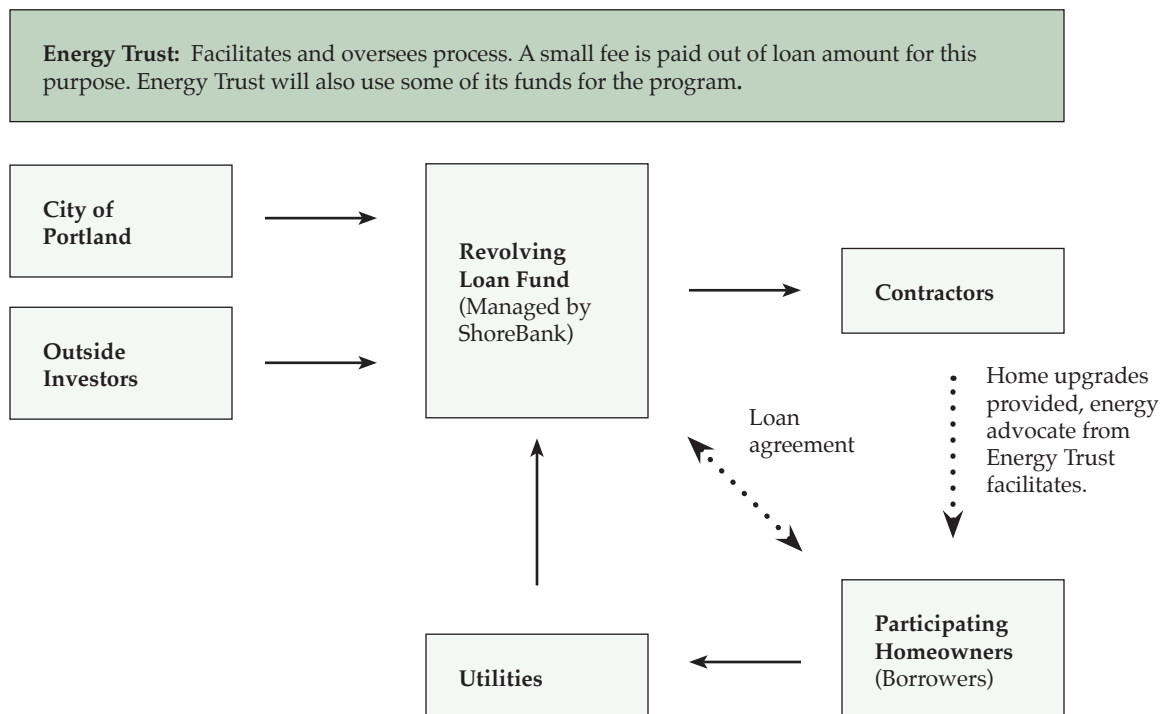 Energy Trust: Facilitates and oversees process. A small fee is paid out of loan amount for this
purpose. Energy Trust will also use some of its funds for the program.
City of
Portland
Outside
Investors
Revolving
Loan Fund
(Managed by
ShoreBank)
Contractors
Home upgrades
provided, energy
advocate from
Energy Trust
facilitates.
Loan
agreement
Participating
Homeowners
(Borrowers)
Utilities